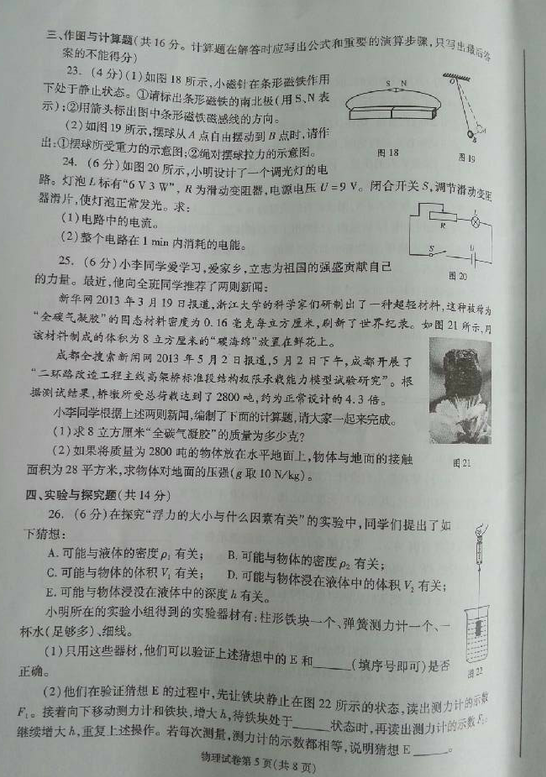 三、作图与计算题(共16分。计算题在解答时应写出公式和重要的演算步骤,只写出最后答
案的不能得分)
23. (4分)(1)如图18所示,小磁针在条形磁铁作用
下处于静止状态。①请标出条形磁铁的南北极(用S、N表
示);②用箭头标出图中条形磁铁磁感线的方向。
(2)如图19所示,摆球从A点自由摆动到B点时,请作
出:①摆球所受重力的示意图;②绳对摆球拉力的示意图。
S N
图18
图19
24. (6分)如图20所示,小明设计了一个调光灯的电
路。灯泡L标有“6 V 3 W”,R为滑动变阻器,电源电压U=9 V。闭合开关S,调节滑动变阻
器滑片,使灯泡正常发光。求:
(1)电路中的电流。
(2)整个电路在1 min内消耗的电能。
P
R
L
S
U
图20
25. (6分)小李同学爱学习,爱家乡,立志为祖国的强盛贡献自己
的力量。最近,他向全班同学推荐了两则新闻:
新华网2013年3月19日报道,浙江大学的科学家们研制出了一种超轻材料,这种被称为
“全碳气凝胶”的固态材料密度为0.16毫克每立方厘米,刷新了世界纪录。如图21所示,用
该材料制成的体积为8立方厘米的“碳海绵”放置在鲜花上。
成都全搜索新闻网2013年5月2日报道,5月2日下午,成都开展了
“二环路改造工程主线高架桥标准段结构极限承载能力模型试验研究”。根
据测试结果,桥墩所受总荷载达到了2800吨,约为正常设计的4.3倍。
小李同学根据上述两则新闻,编制了下面的计算题,请大家一起来完成。
(1)求8立方厘米“全碳气凝胶”的质量为多少克?
(2)如果将质量为2800吨的物体放在水平地面上,物体与地面的接触
面积为28平方米,求物体对地面的压强(g取10 N/kg)。
图21
四、实验与探究题(共14分)
26. (6分)在探究“浮力的大小与什么因素有关”的实验中,同学们提出了如
下猜想:
A. 可能与液体的密度ρ₁有关; B. 可能与物体的密度ρ₂有关;
C. 可能与物体的体积V₁有关; D. 可能与物体浸在液体中的体积V₂有关;
E. 可能与物体浸没在液体中的深度h有关。
小明所在的实验小组得到的实验器材有:柱形铁块一个、弹簧测力计一个、一
杯水(足够多)、细线。
(1)只用这些器材,他们可以验证上述猜想中的E和______(填序号即可)是否
正确。
图22
(2)他们在验证猜想E的过程中,先让铁块静止在图22所示的状态,读出测力计的示数
F₁。接着向下移动测力计和铁块,增大h,待铁块处于______状态时,再读出测力计的示数F₂;
继续增大h,重复上述操作。若每次测量,测力计的示数都相等,说明猜想E______。
物理试卷第5页(共8页)